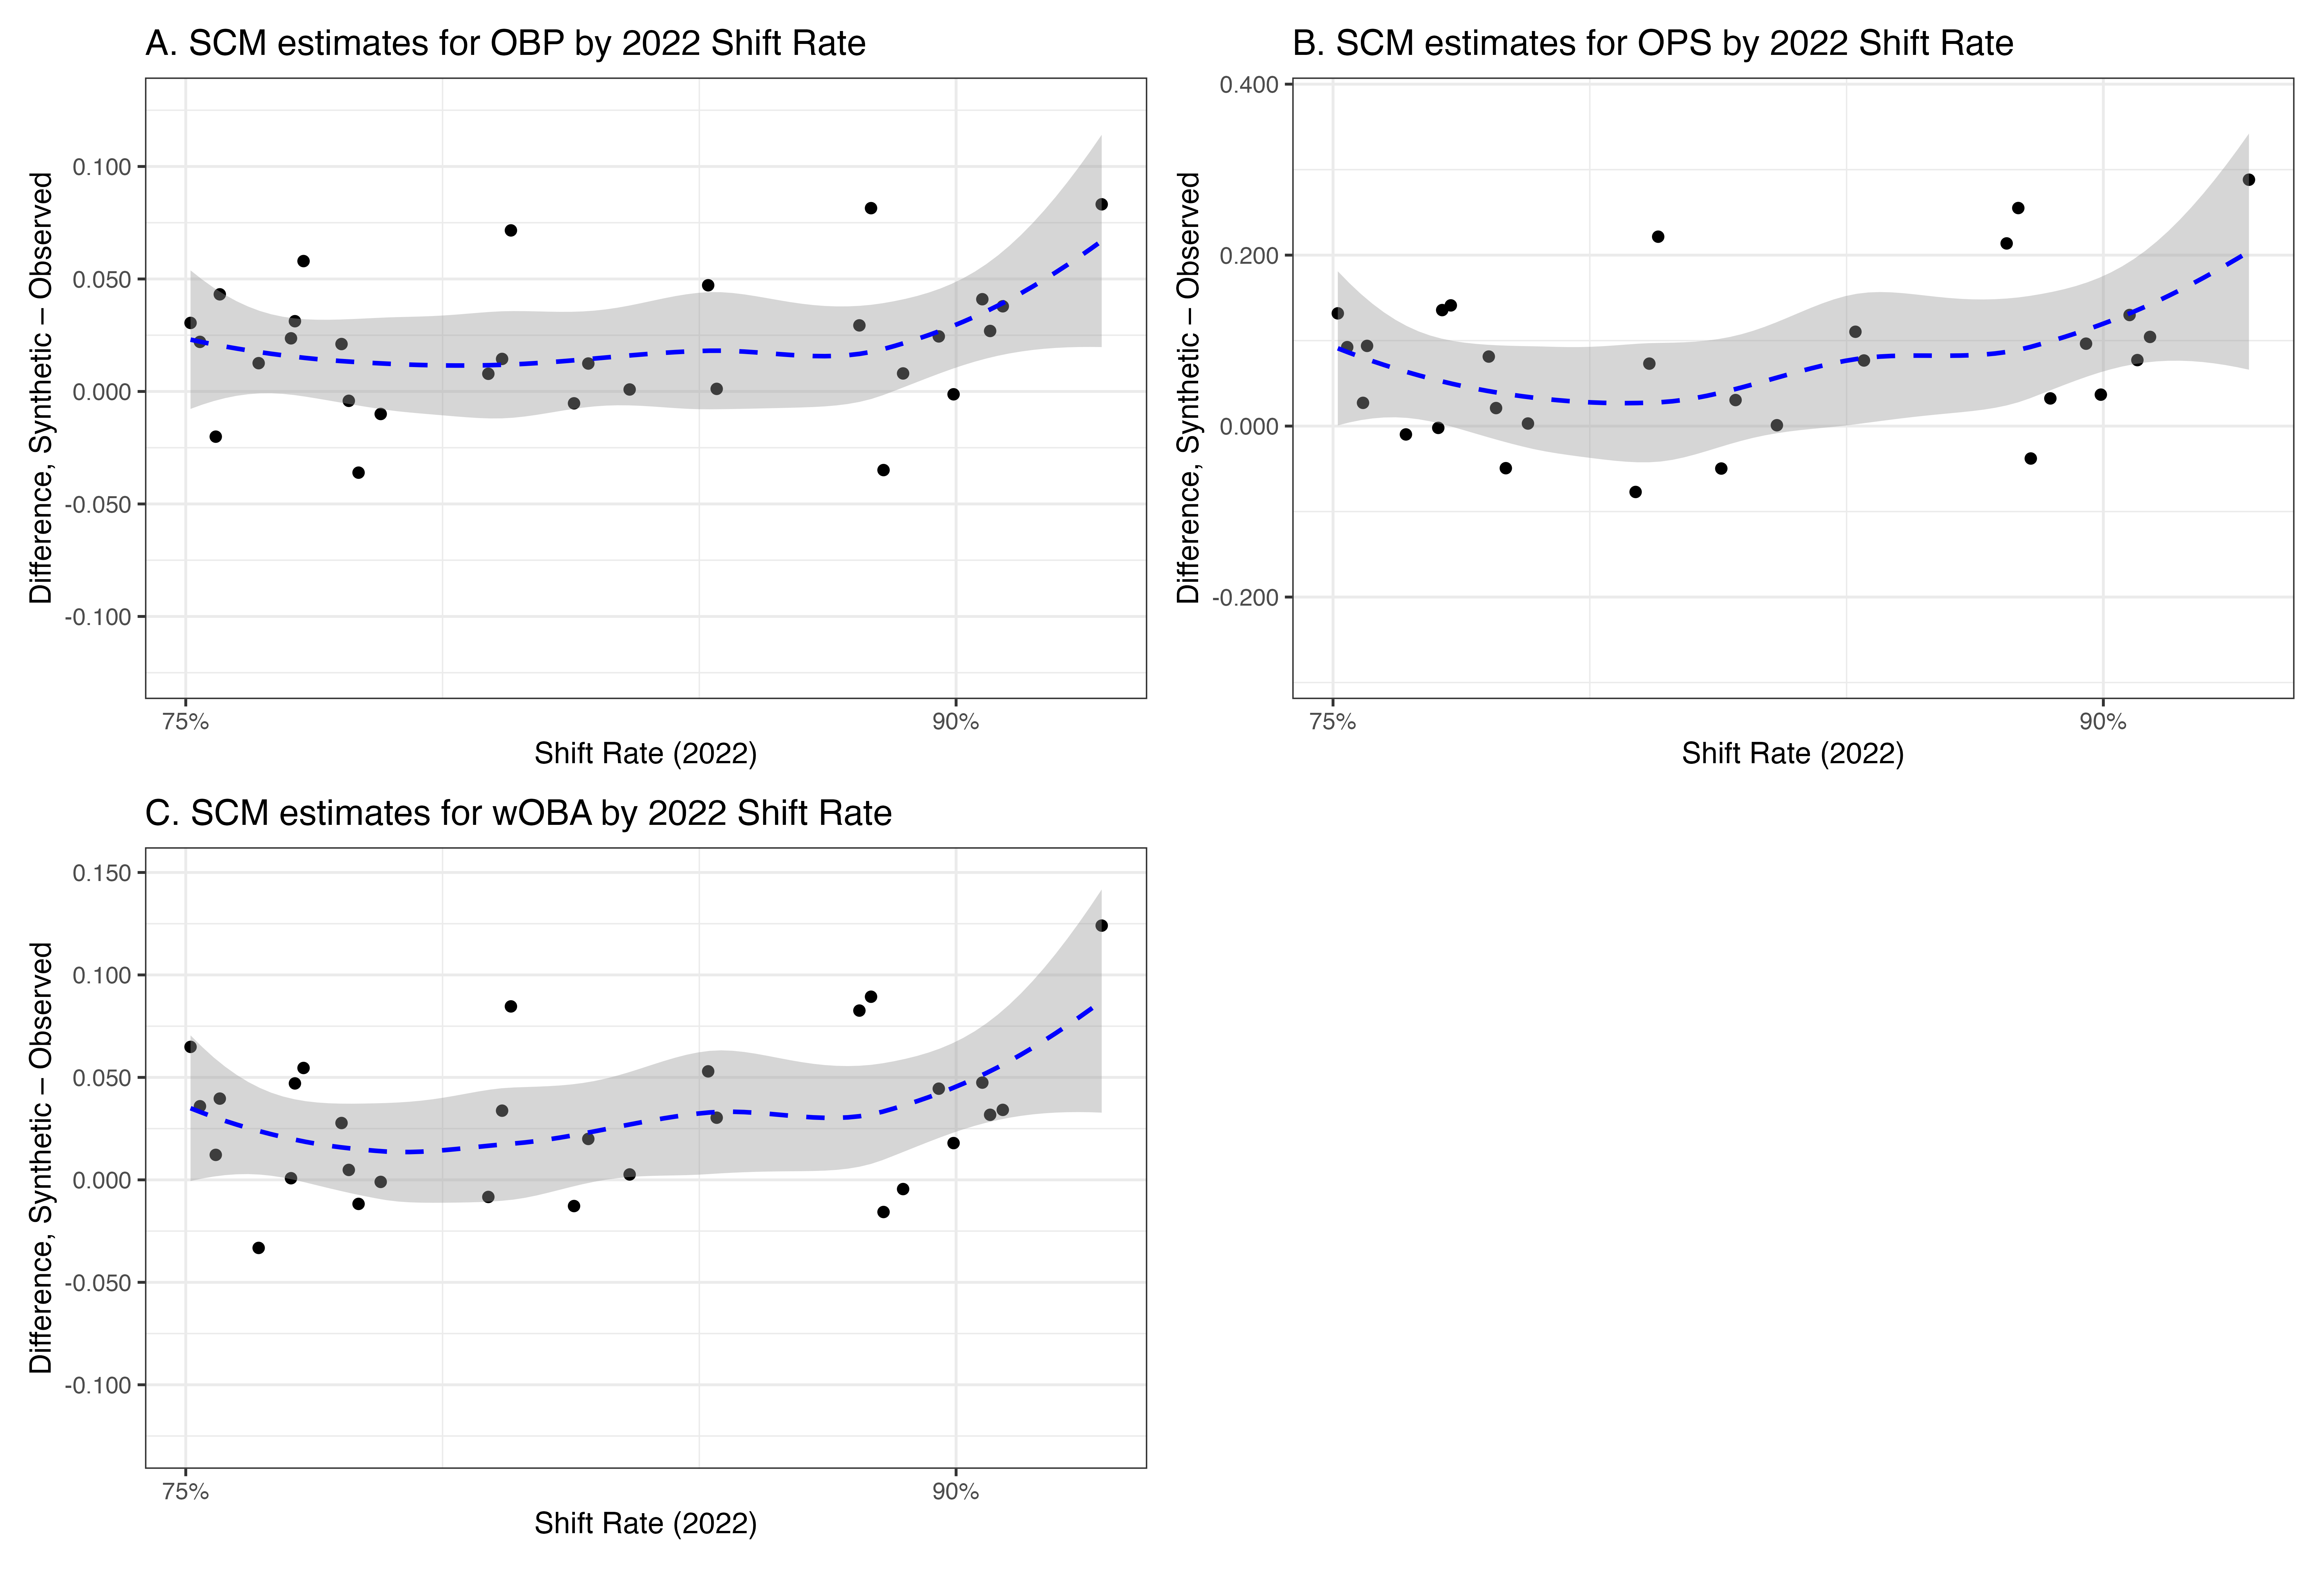 A. SCM estimates for OBP by 2022 Shift Rate
Difference, Synthetic − Observed
0.100
0.050
0.000
-0.050
-0.100
75%
90%
Shift Rate (2022)
B. SCM estimates for OPS by 2022 Shift Rate
Difference, Synthetic − Observed
0.400
0.200
0.000
-0.200
75%
90%
Shift Rate (2022)
C. SCM estimates for wOBA by 2022 Shift Rate
Difference, Synthetic − Observed
0.150
0.100
0.050
0.000
-0.050
-0.100
75%
90%
Shift Rate (2022)